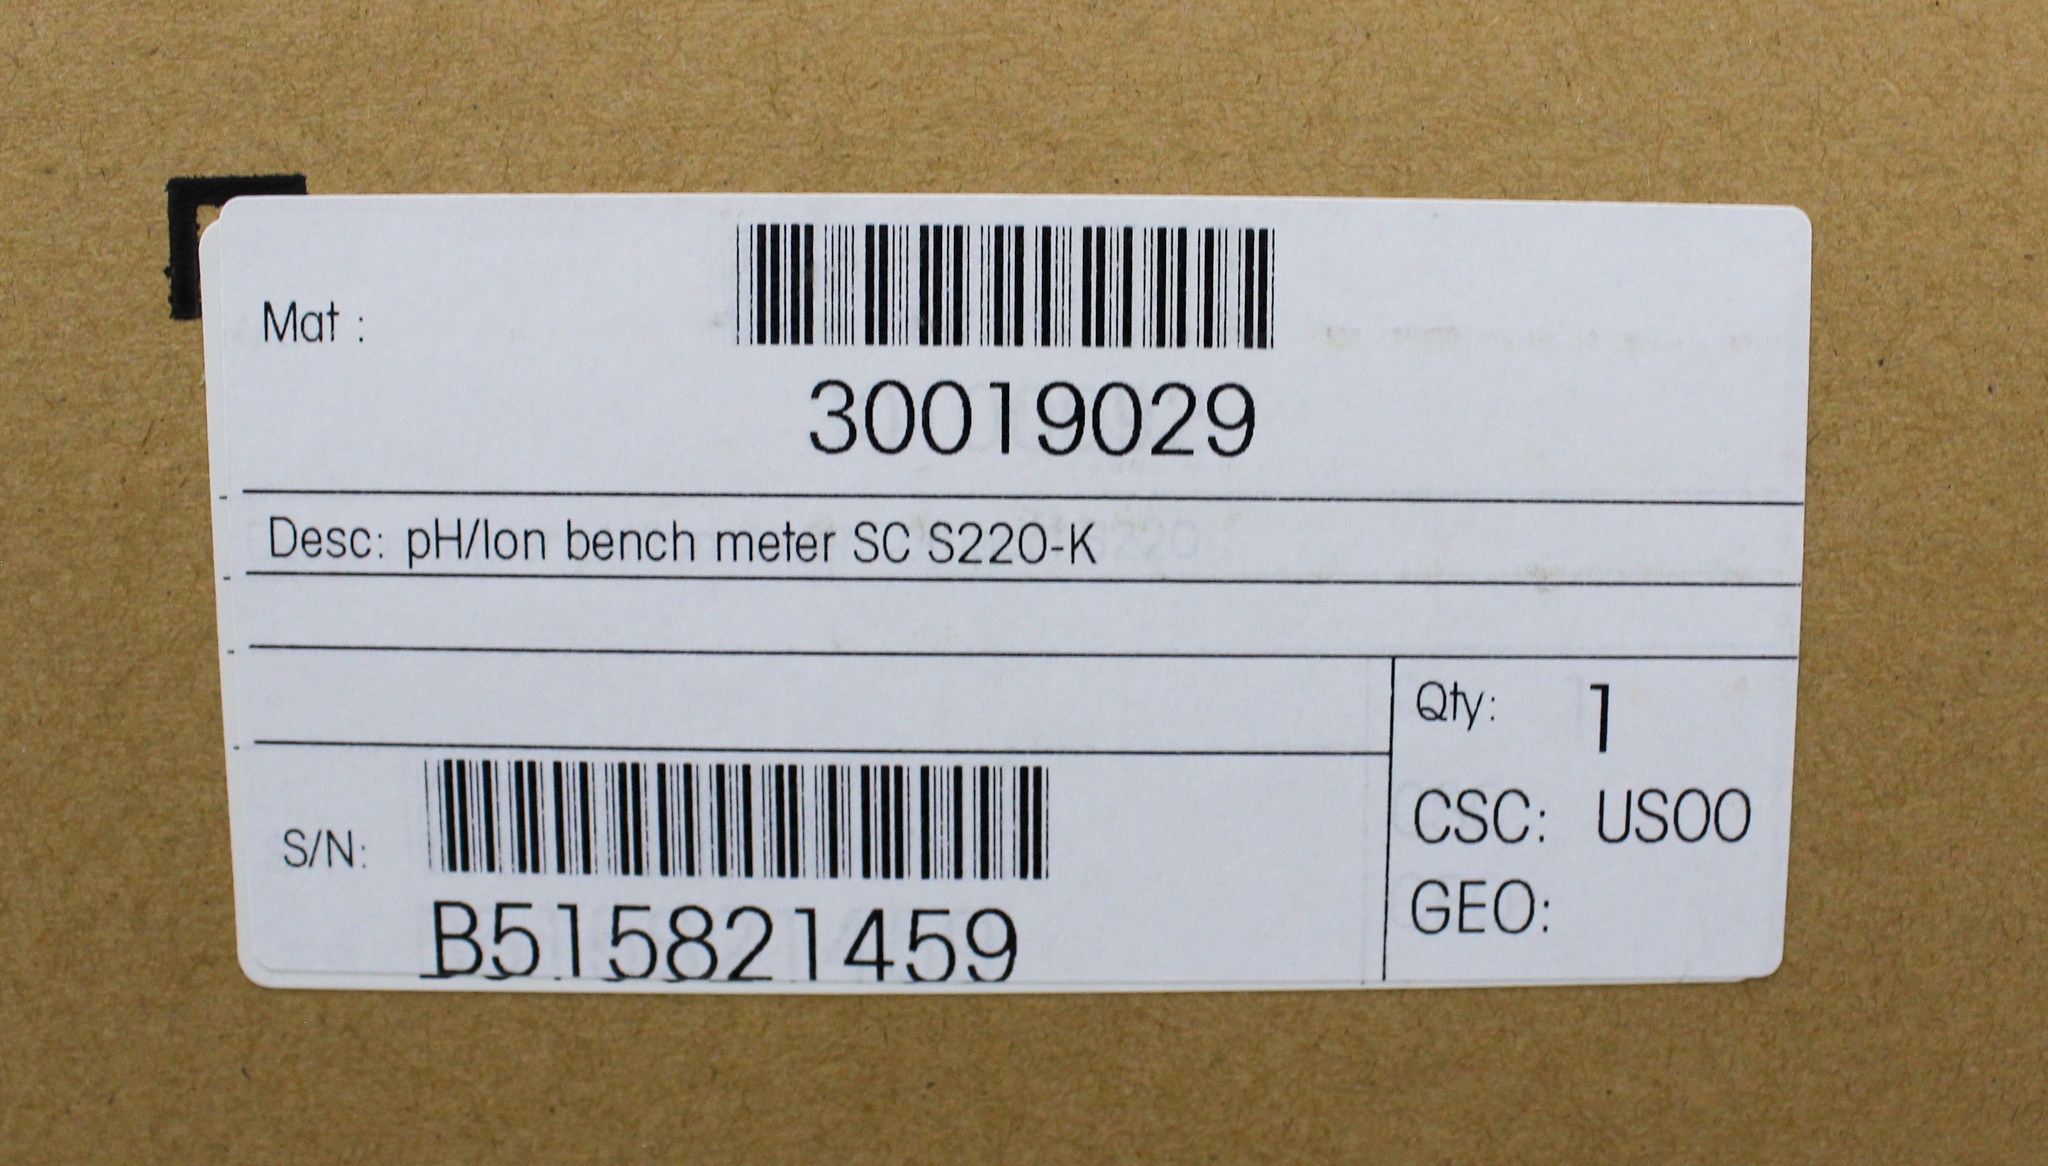 Mat :
30019029
Desc: pH/Ion bench meter SC S220-K
Qty: 1
CSC: US00
GEO:
S/N:
B515821459